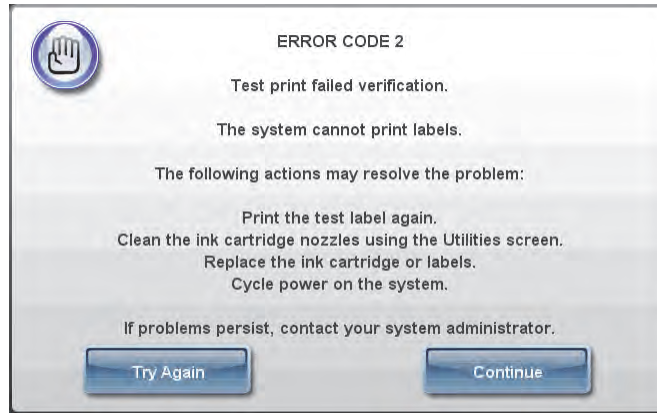 ERROR CODE 2
Test print failed verification.
The system cannot print labels.
The following actions may resolve the problem:
Print the test label again.
Clean the ink cartridge nozzles using the Utilities screen.
Replace the ink cartridge or labels.
Cycle power on the system.
If problems persist, contact your system administrator.
Try Again
Continue